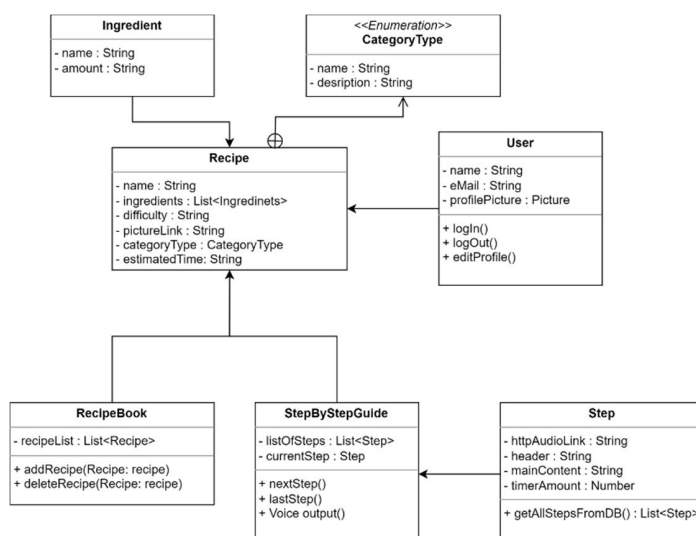 Ingredient
- name : String
- amount : String
<<Enumeration>>
CategoryType
- name : String
- desription : String
User
- name : String
- eMail : String
- profilePicture : Picture
+ logIn()
+ logOut()
+ editProfile()
Recipe
- name : String
- ingredients : List<Ingredinets>
- difficulty : String
- pictureLink : String
- categoryType : CategoryType
- estimatedTime: String
RecipeBook
- recipeList : List<Recipe>
+ addRecipe(Recipe: recipe)
+ deleteRecipe(Recipe: recipe)
StepByStepGuide
- listOfSteps : List<Step>
- currentStep : Step
+ nextStep()
+ lastStep()
+ Voice output()
Step
- httpAudioLink : String
- header : String
- mainContent : String
- timerAmount : Number
+ getAllStepsFromDB() : List<Step>